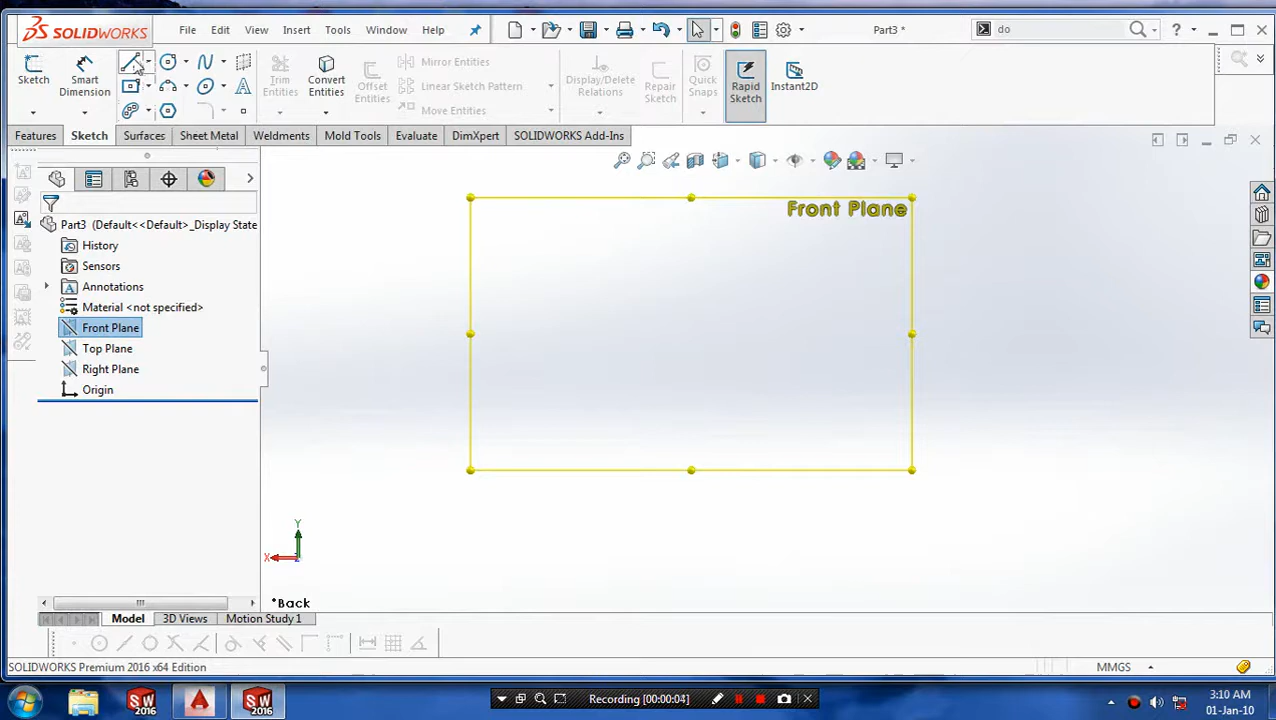 SOLIDWORKS
File Edit View Insert Tools Window Help
Part3 *
do
Sketch
Smart Dimension
Trim Entities
Convert Entities
Offset Entities
Mirror Entities
Linear Sketch Pattern
Move Entities
Display/Delete Relations
Repair Sketch
Quick Snaps
Rapid Sketch
Instant2D
Features Sketch Surfaces Sheet Metal Weldments Mold Tools Evaluate DimXpert SOLIDWORKS Add-Ins
Part3 (Default<<Default>_Display State
History
Sensors
Annotations
Material <not specified>
Front Plane
Top Plane
Right Plane
Origin
Front Plane
Y
X
*Back
Model 3D Views Motion Study 1
SOLIDWORKS Premium 2016 x64 Edition
MMGS
SW 2016
SW 2016
Recording [00:00:04]
3:10 AM
01-Jan-10